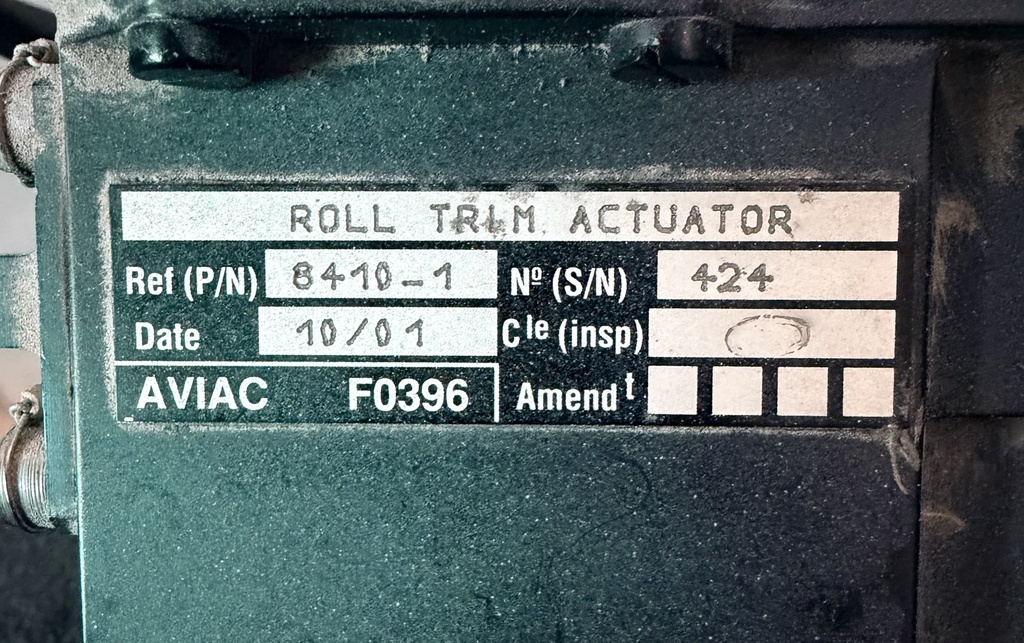 ROLL TRIM ACTUATOR
Ref (P/N) 8410-1 Nº (S/N) 424
Date 10/01 Cle (insp)
AVIAC F0396 Amendt